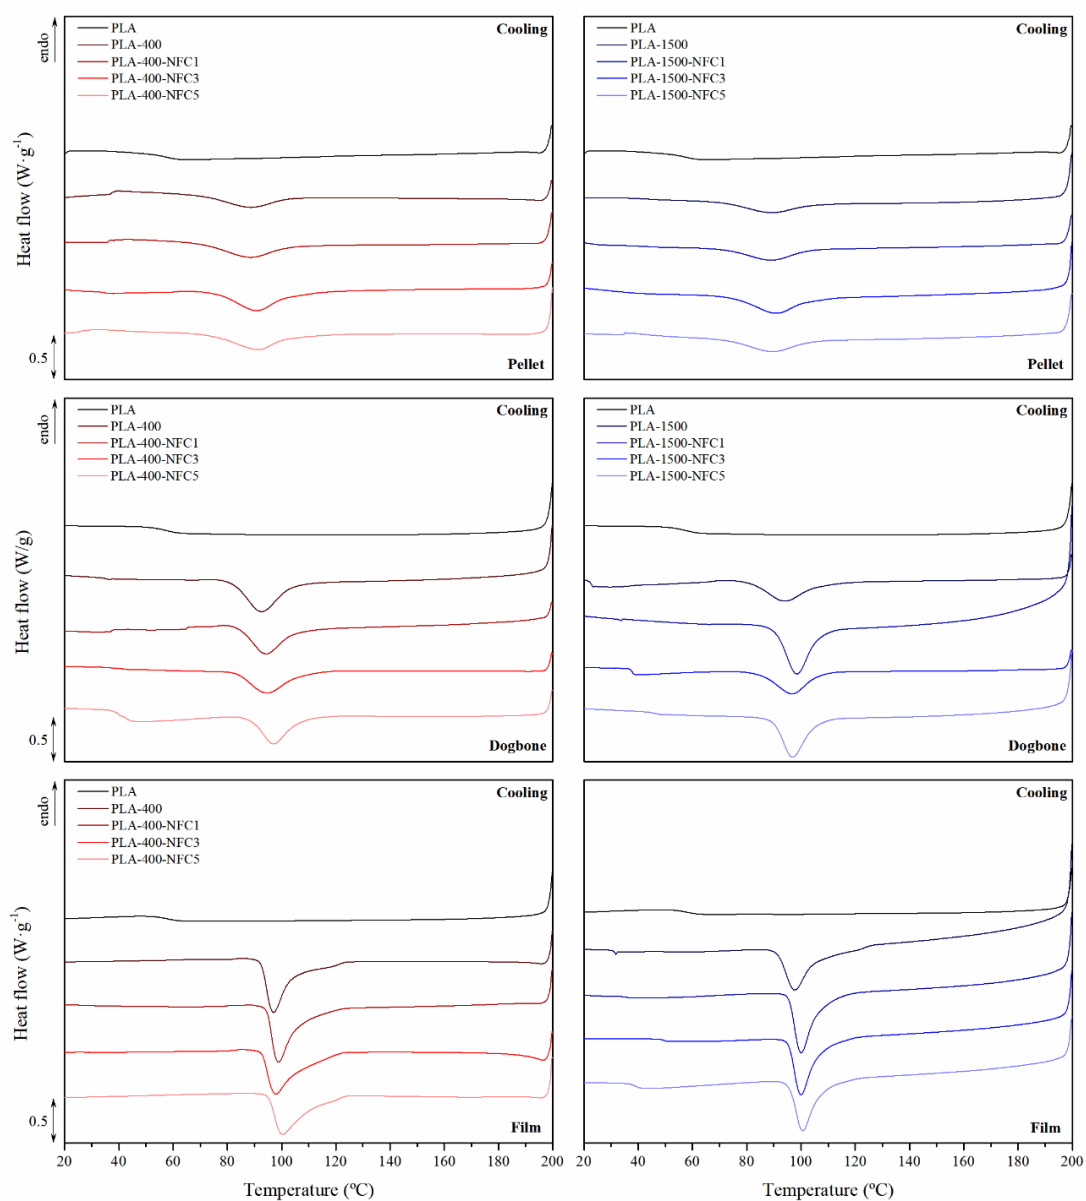 endo
Cooling
PLA
PLA-400
PLA-400-NFC1
PLA-400-NFC3
PLA-400-NFC5
Heat flow (W·g⁻¹)
0.5
Pellet
Cooling
PLA
PLA-1500
PLA-1500-NFC1
PLA-1500-NFC3
PLA-1500-NFC5
Pellet
endo
Cooling
PLA
PLA-400
PLA-400-NFC1
PLA-400-NFC3
PLA-400-NFC5
Heat flow (W/g)
0.5
Dogbone
Cooling
PLA
PLA-1500
PLA-1500-NFC1
PLA-1500-NFC3
PLA-1500-NFC5
Dogbone
endo
Cooling
PLA
PLA-400
PLA-400-NFC1
PLA-400-NFC3
PLA-400-NFC5
Heat flow (W·g⁻¹)
0.5
Film
20 40 60 80 100 120 140 160 180 200
Temperature (ºC)
Cooling
Film
20 40 60 80 100 120 140 160 180 200
Temperature (ºC)